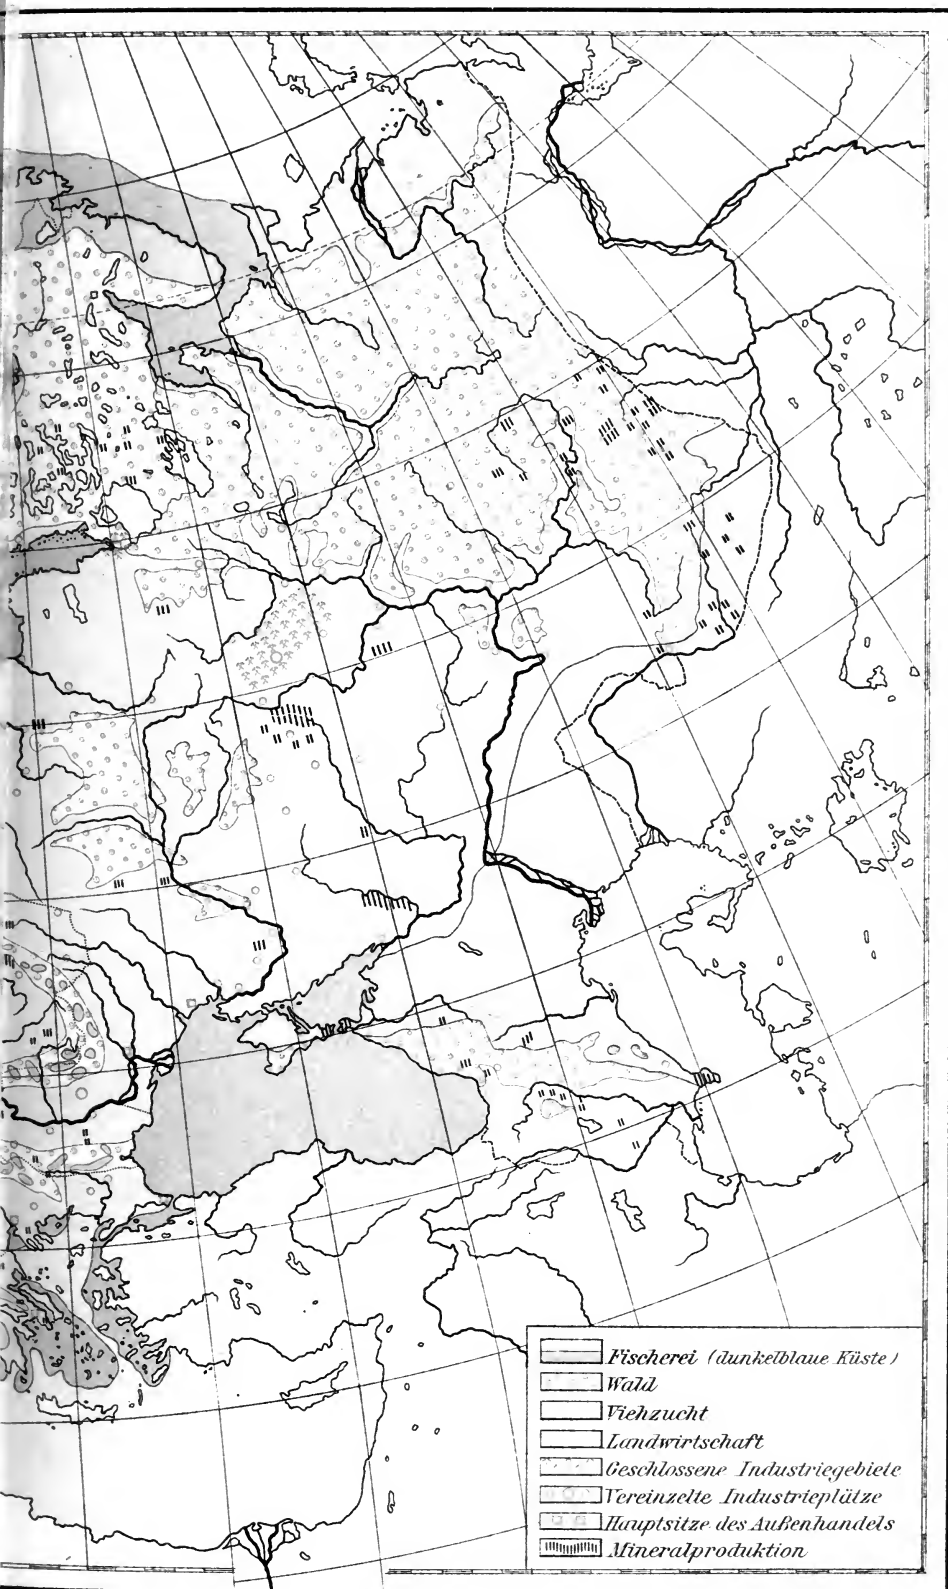 Fischerei (dunkelblaue Küste)
Wald
Viehzucht
Landwirtschaft
Geschlossene Industriegebiete
Vereinzelte Industrieplätze
Hauptsitze des Außenhandels
Mineralproduktion